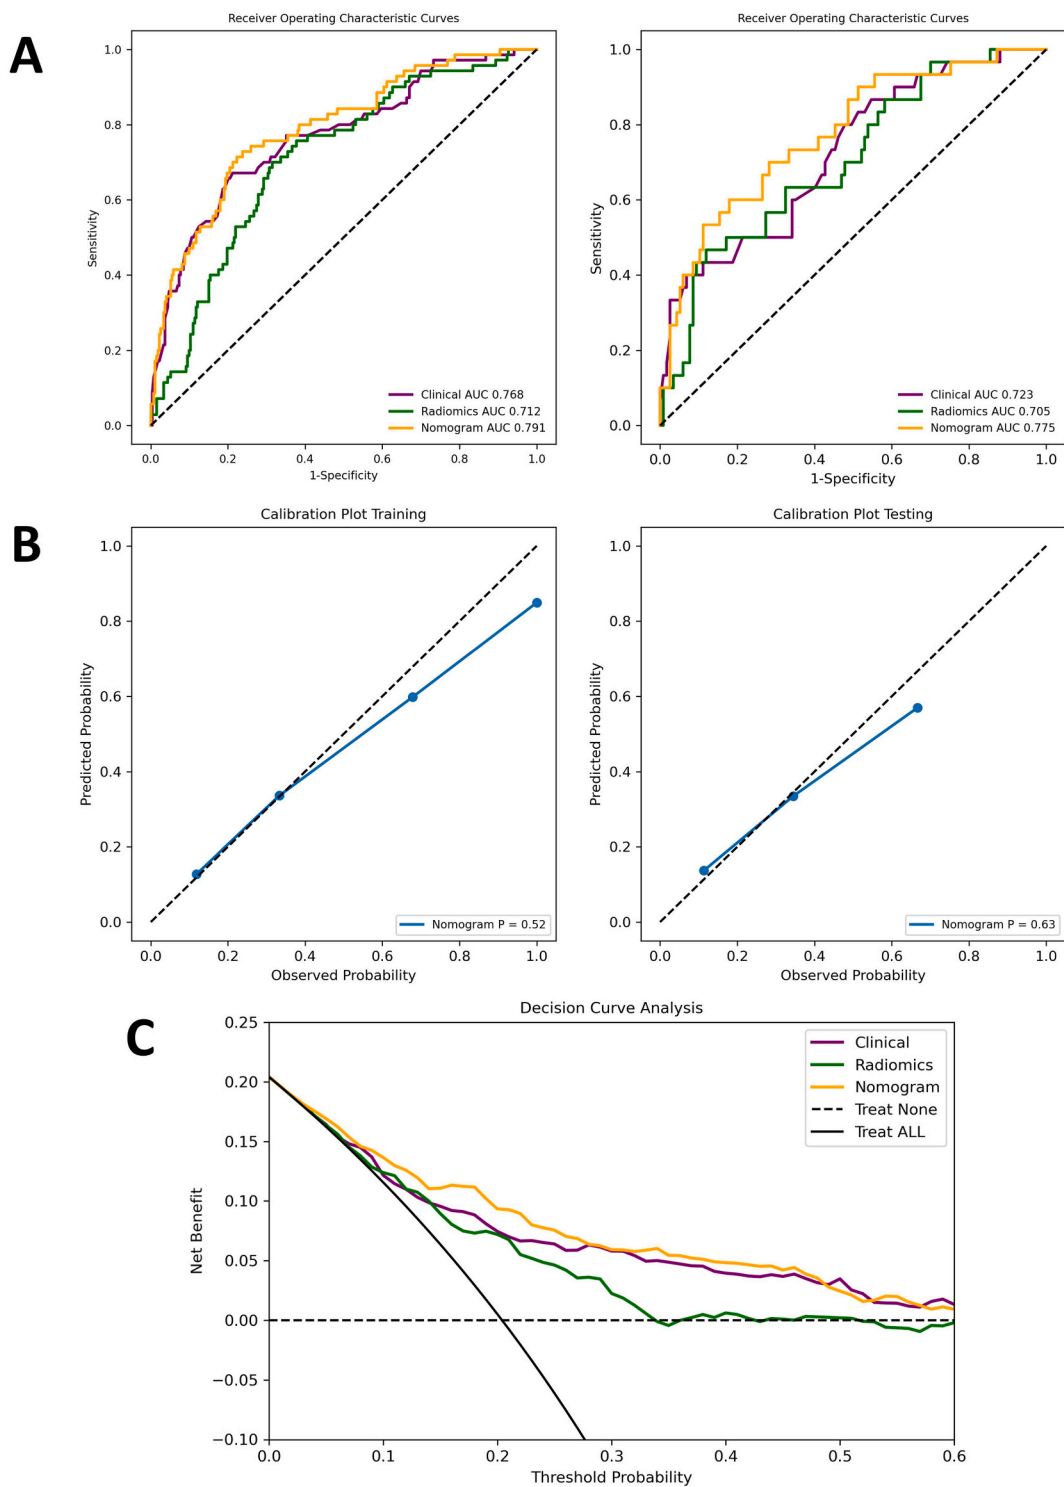 A
Receiver Operating Characteristic Curves
Sensitivity
1.0
0.8
0.6
0.4
0.2
0.0
Clinical AUC 0.768
Radiomics AUC 0.712
Nomogram AUC 0.791
0.0 0.2 0.4 0.6 0.8 1.0
1-Specificity
Receiver Operating Characteristic Curves
Sensitivity
1.0
0.8
0.6
0.4
0.2
0.0
Clinical AUC 0.723
Radiomics AUC 0.705
Nomogram AUC 0.775
0.0 0.2 0.4 0.6 0.8 1.0
1-Specificity
B
Calibration Plot Training
Predicted Probability
1.0
0.8
0.6
0.4
0.2
0.0
Nomogram P = 0.52
0.0 0.2 0.4 0.6 0.8 1.0
Observed Probability
Calibration Plot Testing
Predicted Probability
1.0
0.8
0.6
0.4
0.2
0.0
Nomogram P = 0.63
0.0 0.2 0.4 0.6 0.8 1.0
Observed Probability
C
Decision Curve Analysis
Net Benefit
0.25
0.20
0.15
0.10
0.05
0.00
−0.05
−0.10
Clinical
Radiomics
Nomogram
Treat None
Treat ALL
0.0 0.1 0.2 0.3 0.4 0.5 0.6
Threshold Probability